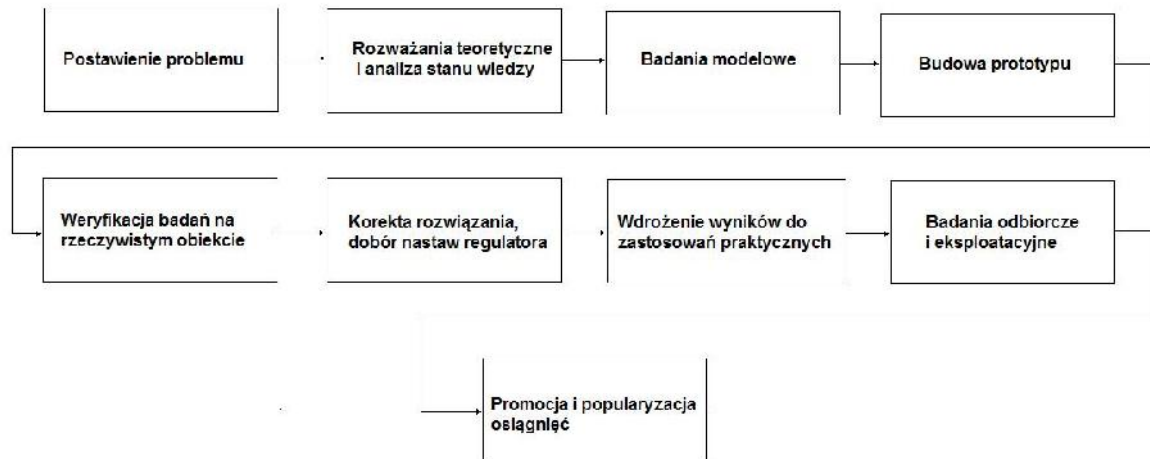 Postawienie problemu
Rozważania teoretyczne
I analiza stanu wiedzy
Badania modelowe
Budowa prototypu
Weryfikacja badań na
rzeczywistym obiekcie
Korekta rozwiązania,
dobór nastaw regulatora
Wdrożenie wyników do
zastosowań praktycznych
Badania odbiorcze
i eksploatacyjne
Promocja i popularyzacja
osiągnięć